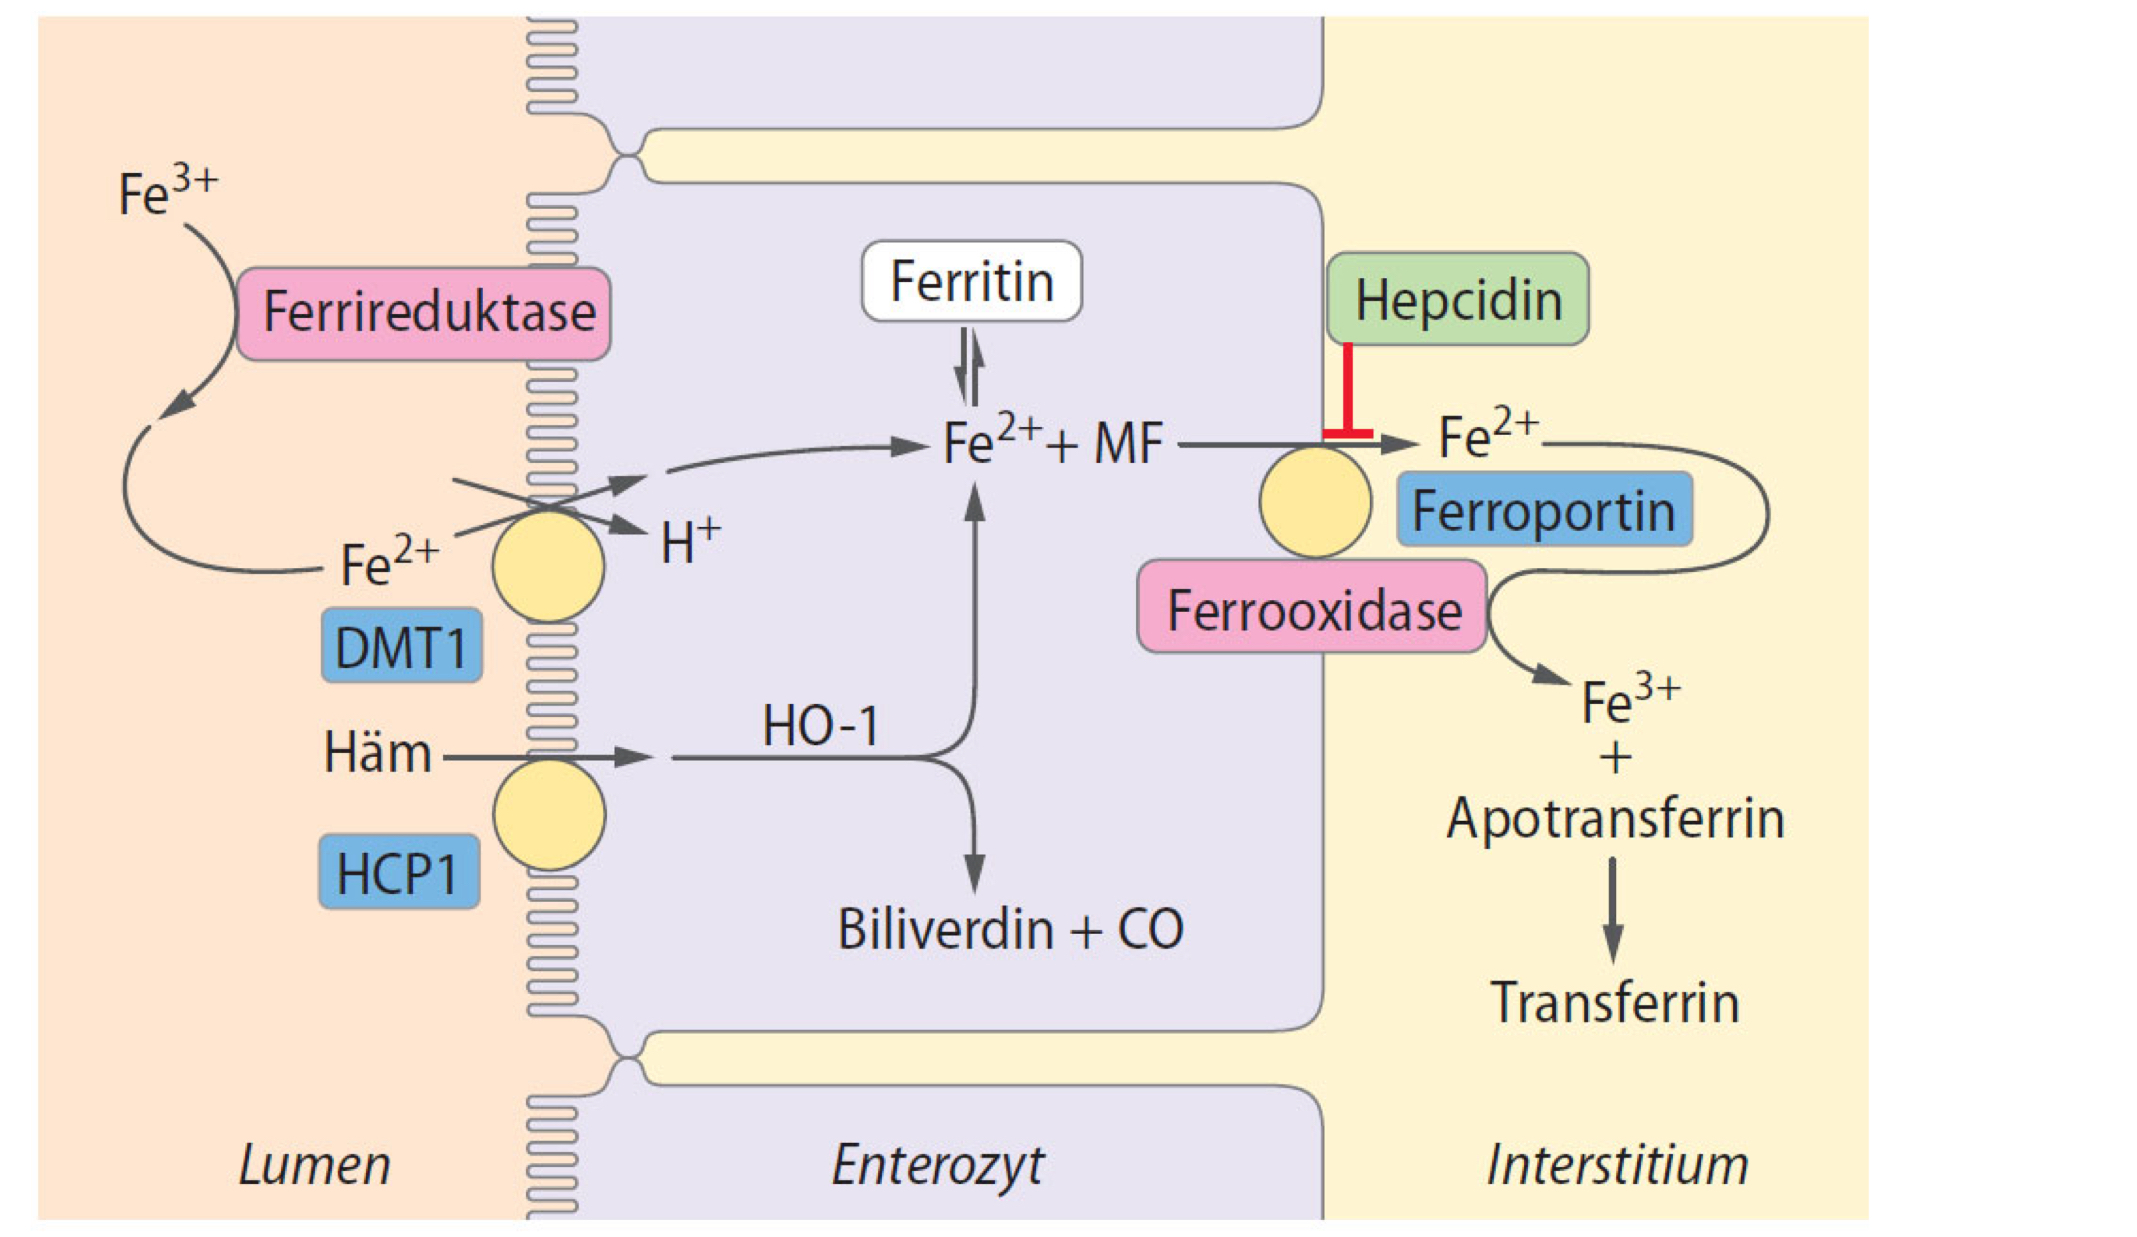 Fe³⁺
Ferrireduktase
Fe²⁺
DMT1
H⁺
Häm
HCP1
HO-1
Ferritin
Fe²⁺ + MF
Biliverdin + CO
Hepcidin
Fe²⁺
Ferroportin
Ferrooxidase
Fe³⁺
+
Apotransferrin
Transferrin
Lumen
Enterozyt
Interstitium